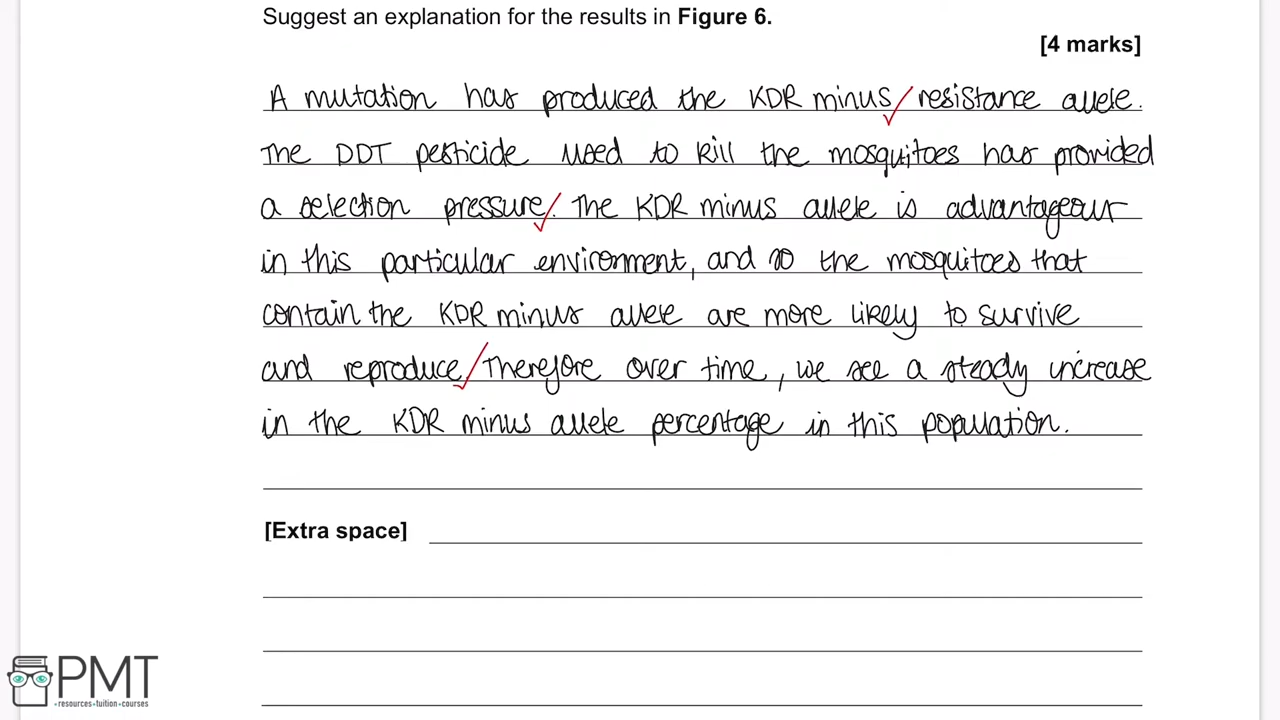 Suggest an explanation for the results in Figure 6.
[4 marks]
A mutation has produced the KDR minus resistance allele.
The DDT pesticide used to kill the mosquitoes has provided
a selection pressure. The KDR minus allele is advantageous
in this particular environment, and so the mosquitoes that
contain the KDR minus allele are more likely to survive
and reproduce. Therefore over time, we see a steady increase
in the KDR minus allele percentage in this population.
[Extra space]
PMT
•resources•tuition•courses